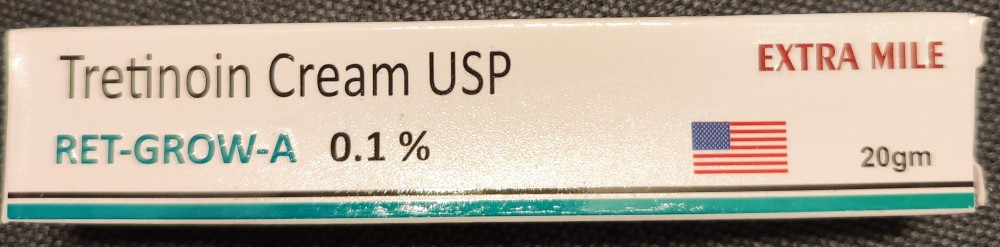 Tretinoin Cream USP
EXTRA MILE
RET-GROW-A 0.1 %
20gm